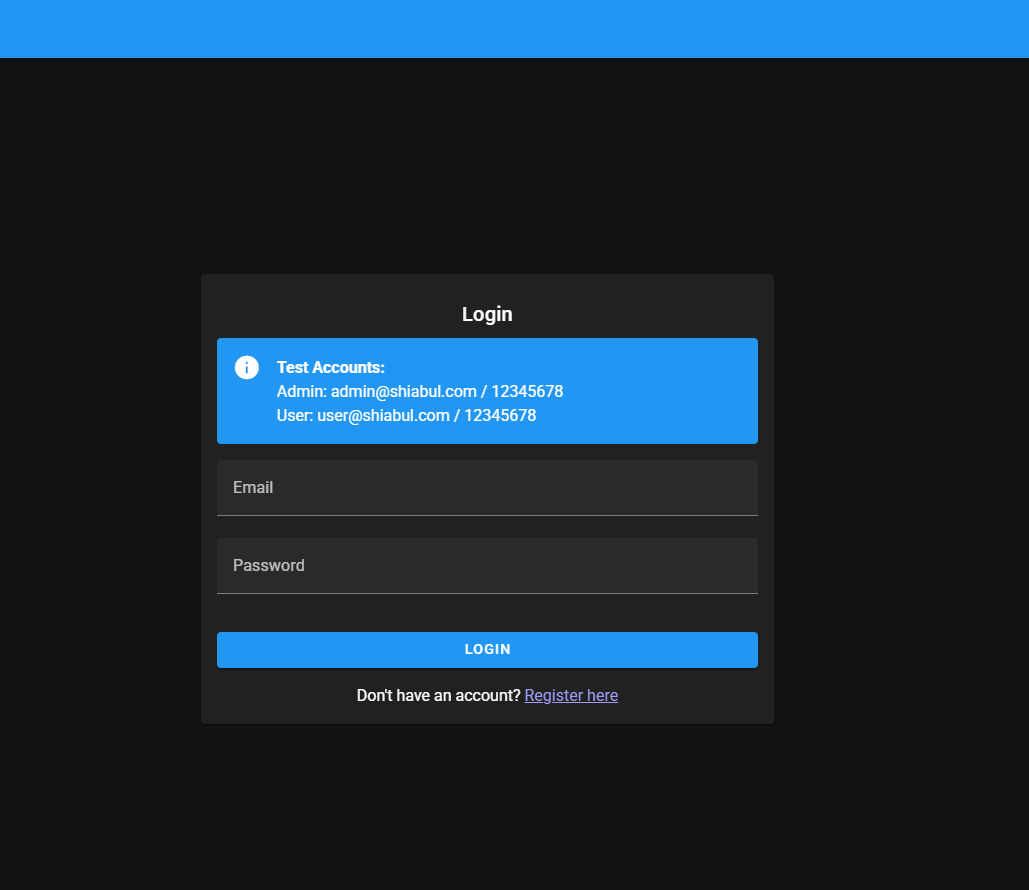 Login
Test Accounts:
Admin: admin@shiabul.com / 12345678
User: user@shiabul.com / 12345678
Email
Password
LOGIN
Don't have an account? Register here